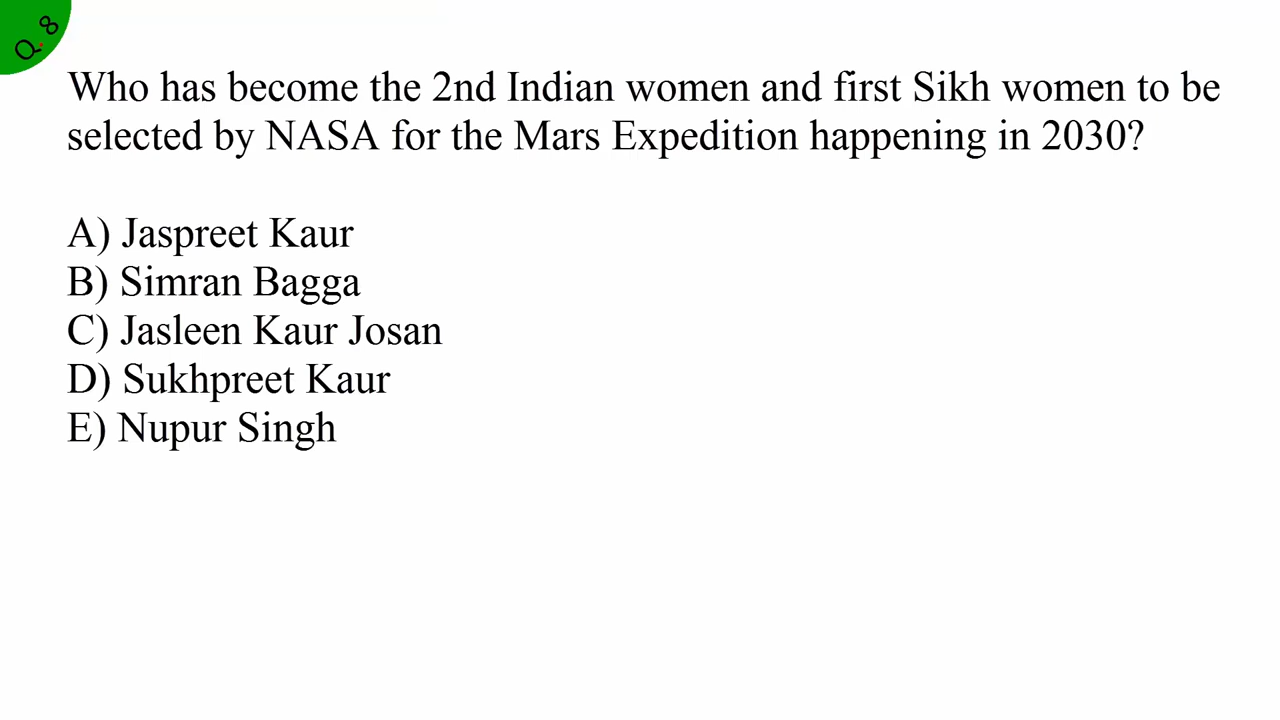 Q.8
Who has become the 2nd Indian women and first Sikh women to be
selected by NASA for the Mars Expedition happening in 2030?
A) Jaspreet Kaur
B) Simran Bagga
C) Jasleen Kaur Josan
D) Sukhpreet Kaur
E) Nupur Singh